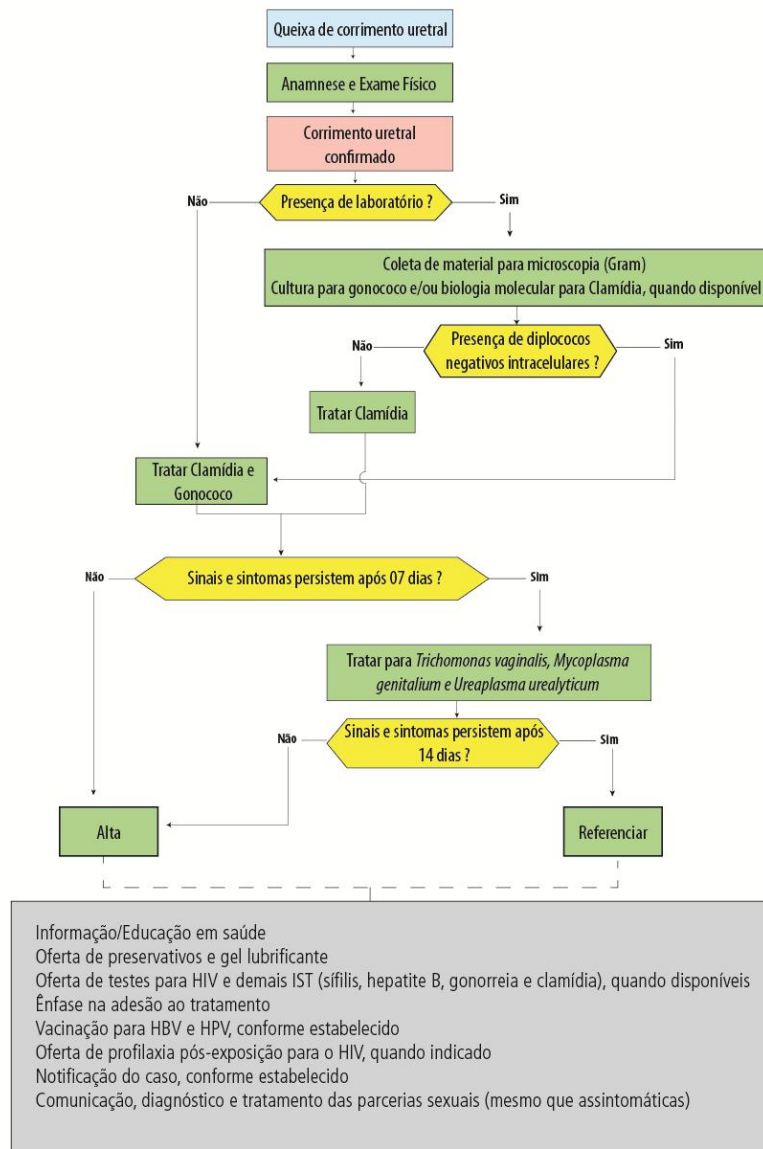 Queixa de corrimento uretral
Anamnese e Exame Físico
Corrimento uretral
confirmado
Não
Presença de laboratório ?
Sim
Coleta de material para microscopia (Gram)
Cultura para gonococo e/ou biologia molecular para Clamídia, quando disponível
Não
Presença de diplococos
negativos intracelulares ?
Sim
Tratar Clamídia
Tratar Clamídia e
Gonococo
Não
Sinais e sintomas persistem após 07 dias ?
Sim
Tratar para Trichomonas vaginalis, Mycoplasma
genitalium e Ureaplasma urealyticum
Não
Sinais e sintomas persistem após
14 dias ?
Sim
Alta
Referenciar
Informação/Educação em saúde
Oferta de preservativos e gel lubrificante
Oferta de testes para HIV e demais IST (sífilis, hepatite B, gonorreia e clamídia), quando disponíveis
Ênfase na adesão ao tratamento
Vacinação para HBV e HPV, conforme estabelecido
Oferta de profilaxia pós-exposição para o HIV, quando indicado
Notificação do caso, conforme estabelecido
Comunicação, diagnóstico e tratamento das parcerias sexuais (mesmo que assintomáticas)